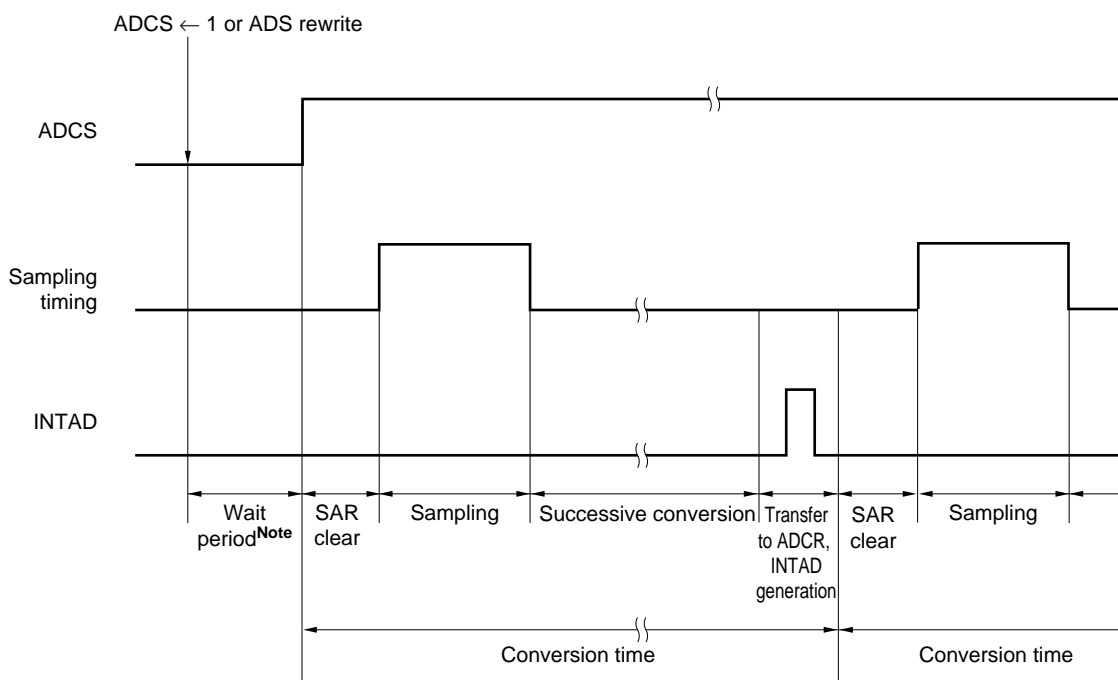 ADCS ← 1 or ADS rewrite
ADCS
Sampling
timing
INTAD
Wait
periodNote
SAR
clear
Sampling
Successive conversion
Transfer
to ADCR,
INTAD
generation
SAR
clear
Sampling
Conversion time
Conversion time